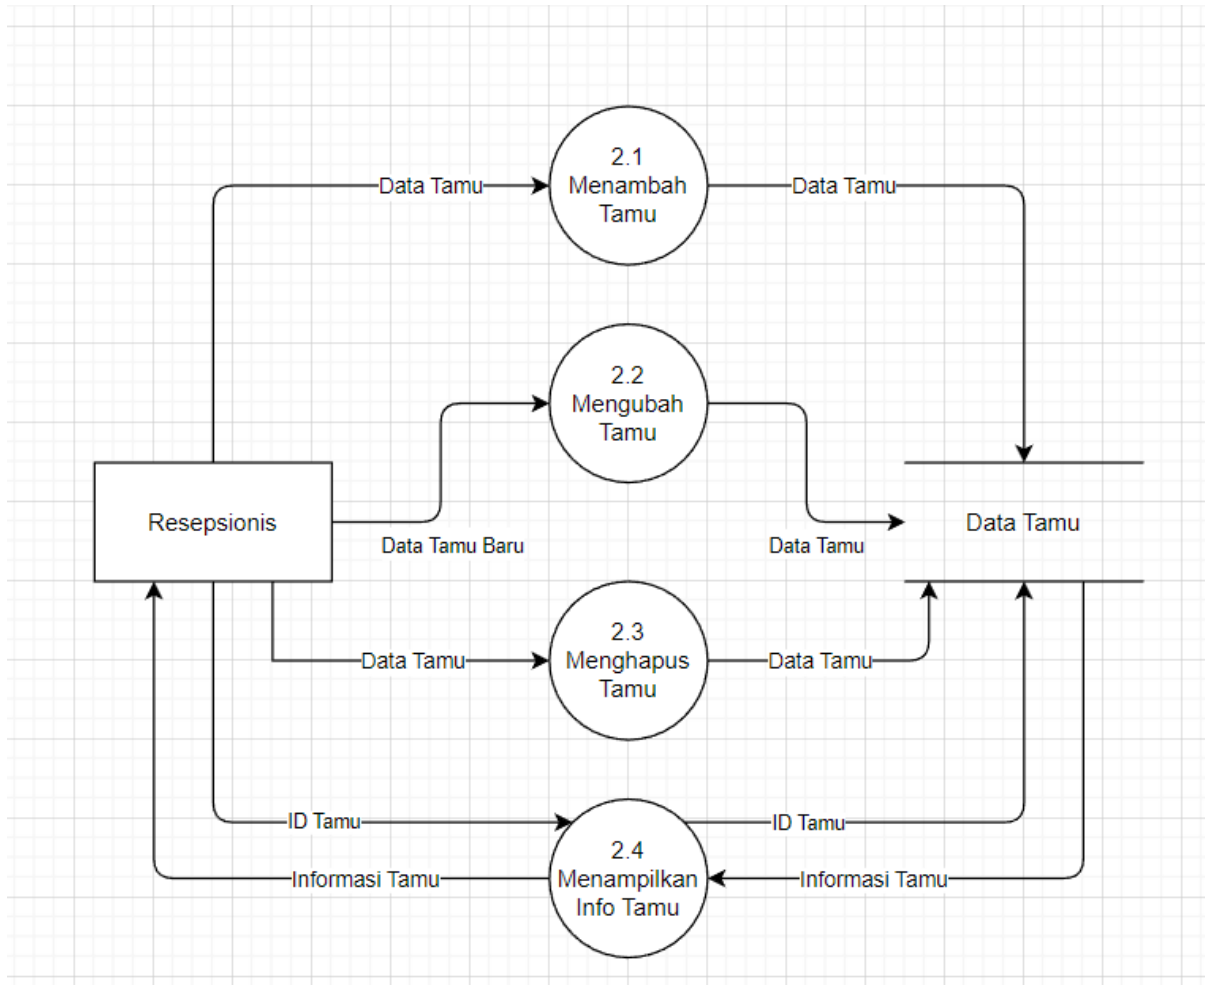 2.1
Menambah
Tamu
Data Tamu
Data Tamu
2.2
Mengubah
Tamu
Resepsionis
Data Tamu
Data Tamu Baru
Data Tamu
2.3
Menghapus
Tamu
Data Tamu
Data Tamu
ID Tamu
ID Tamu
2.4
Menampilkan
Info Tamu
Informasi Tamu
Informasi Tamu